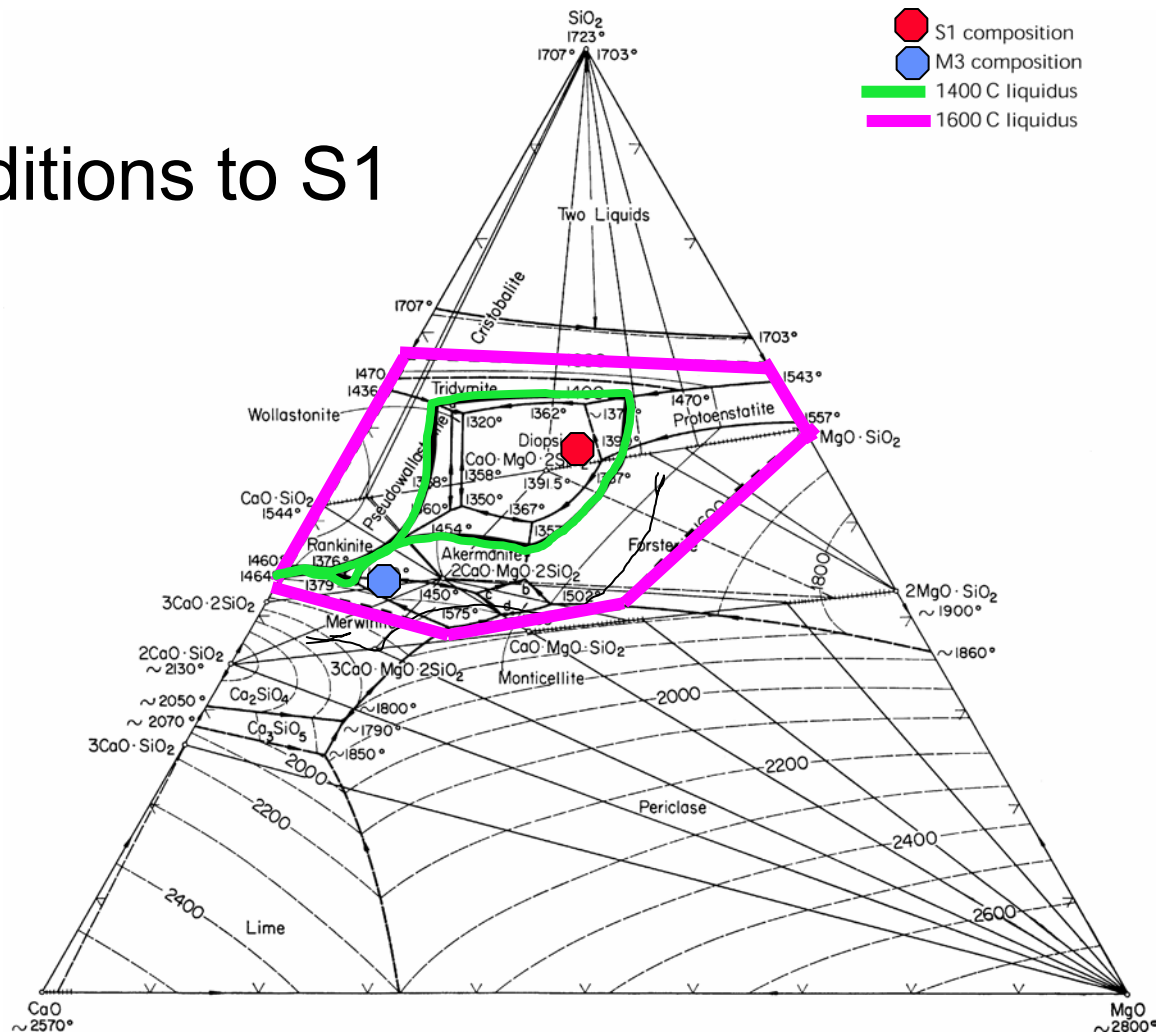 SiO₂
1723°
1707° 1703°
S1 composition
M3 composition
1400 C liquidus
1600 C liquidus
ditions to S1
Two Liquids
Cristobalite
1707°
1703°
1470
1543°
1436
Tridymite
1470°
Wollastonite
1320°
1362°
Protoenstatite
1557°
MgO·SiO₂
Pseudowollastonite
CaO·MgO·2S
1391.5°
1358°
CaO·SiO₂
1544°
1350°
1367°
1454°
1600
Rankinite
Akermanite
Forsterite
1460°
1464
1376°
1379
2CaO·MgO·2SiO₂
1800
3CaO·2SiO₂
1450°
c
b
1502°
2MgO·SiO₂
~1900°
1575°
d
Merwinite
CaO·MgO·SiO₂
~1860°
2CaO·SiO₂
~2130°
3CaO·MgO·2SiO₂
Monticellite
Ca₂SiO₄
2000
~2050°
~1800°
~2070°
Ca₃SiO₅
~1790°
3CaO·SiO₂
~1850°
2000
2200
Periclase
2200
2400
2400
Lime
2600
CaO
~2570°
MgO
~2800°